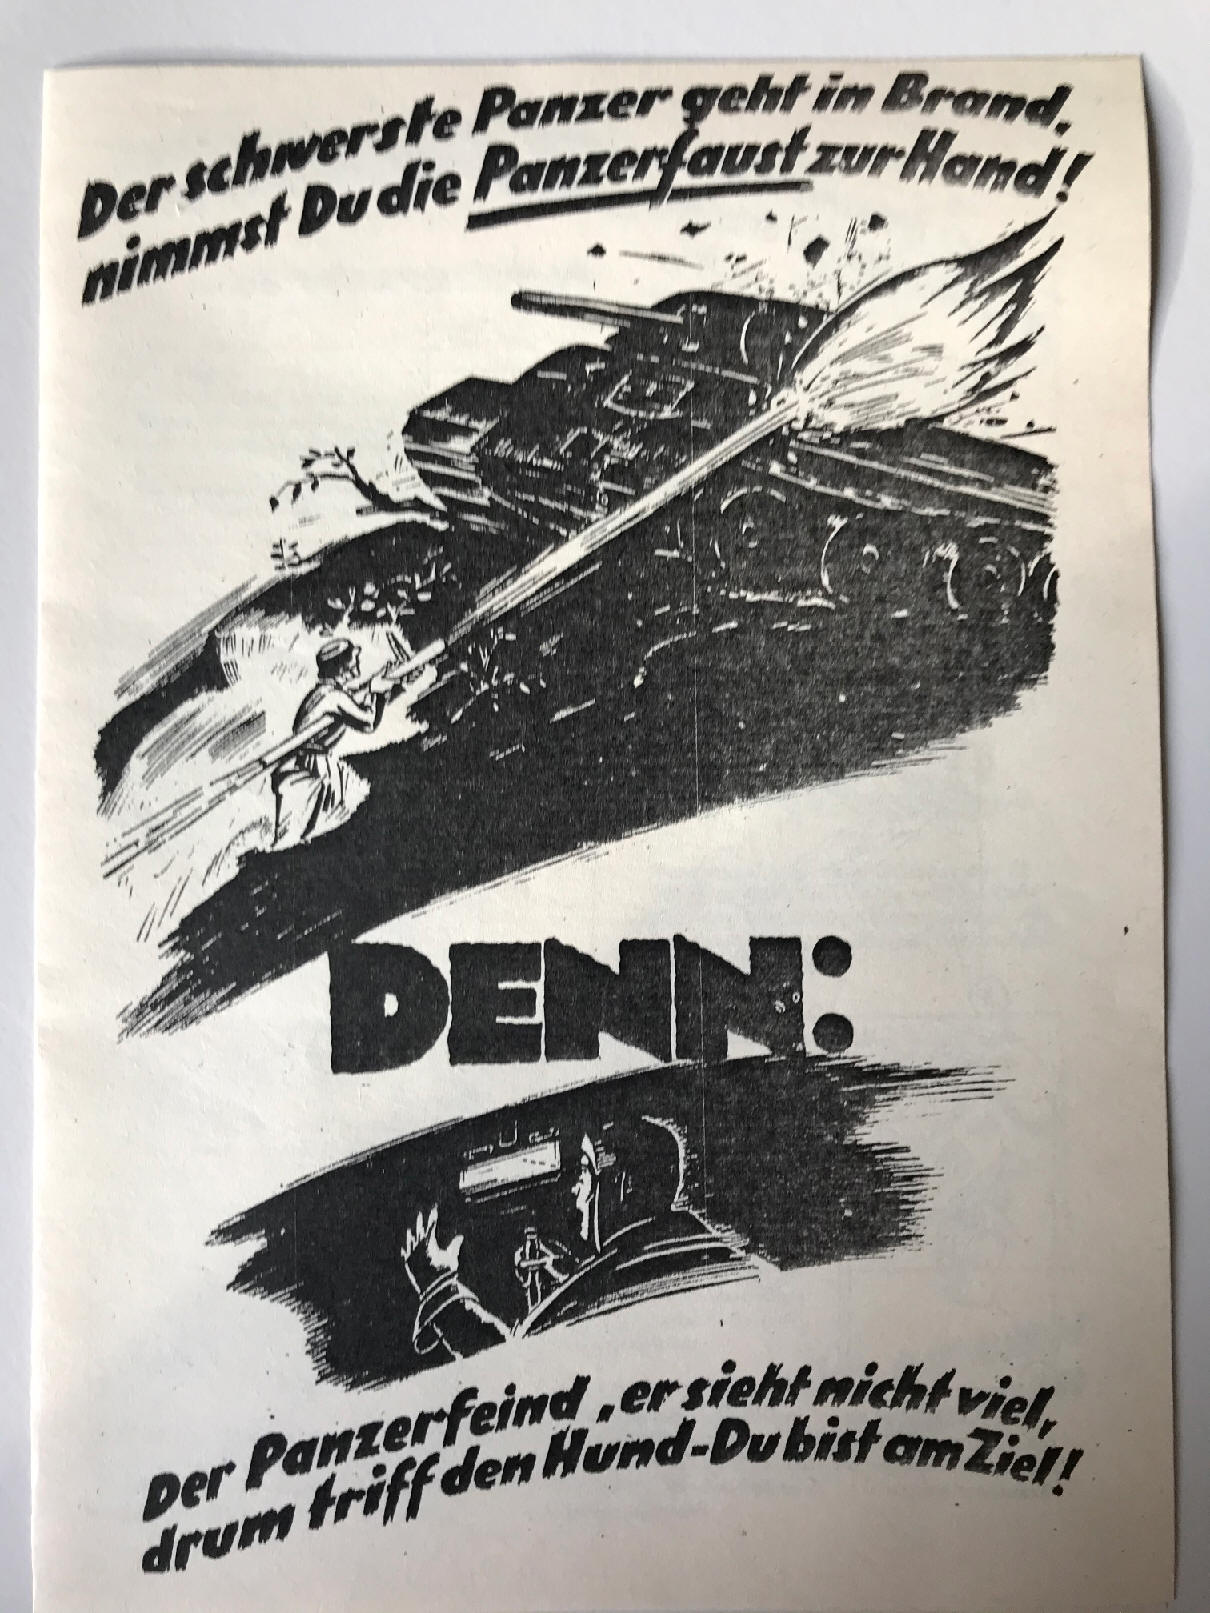 Der schwerste Panzer geht in Brand,
nimmst Du die Panzerfaust zur Hand!
DENN:
Der Panzerfeind, er sieht nicht viel,
drum triff den Hund-Du bist am Ziel!